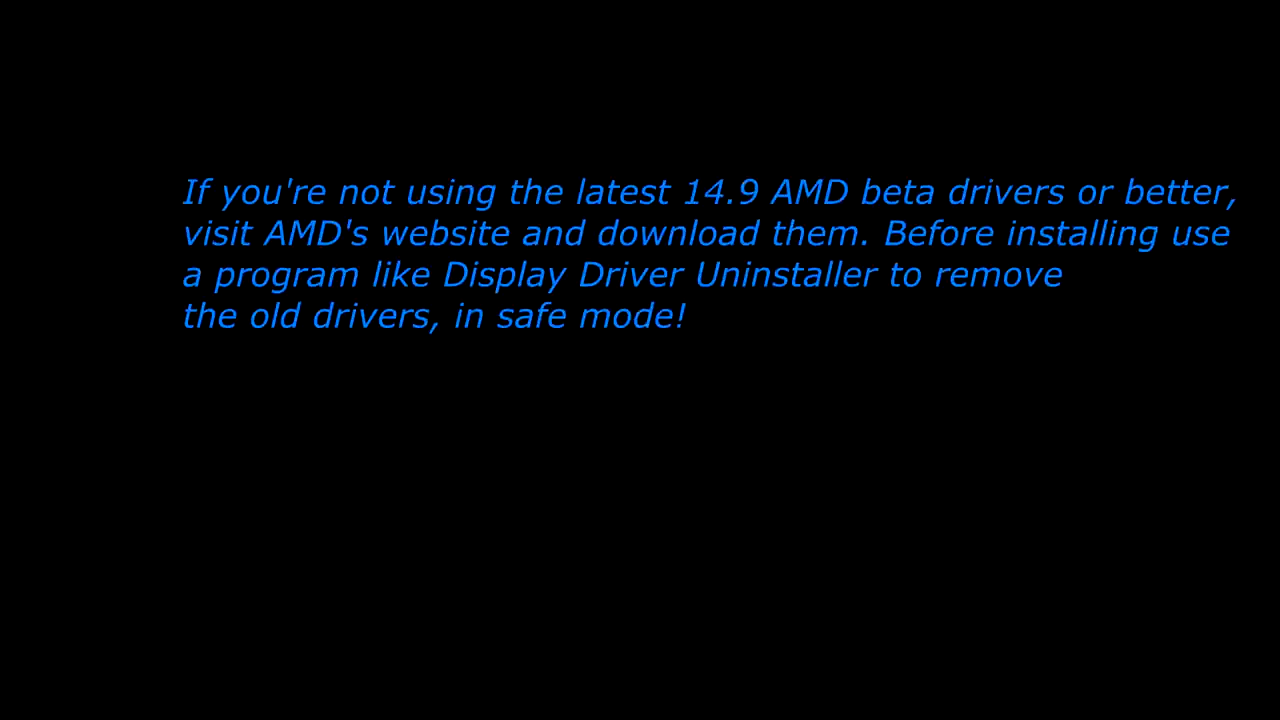 If you're not using the latest 14.9 AMD beta drivers or better,
visit AMD's website and download them. Before installing use
a program like Display Driver Uninstaller to remove
the old drivers, in safe mode!